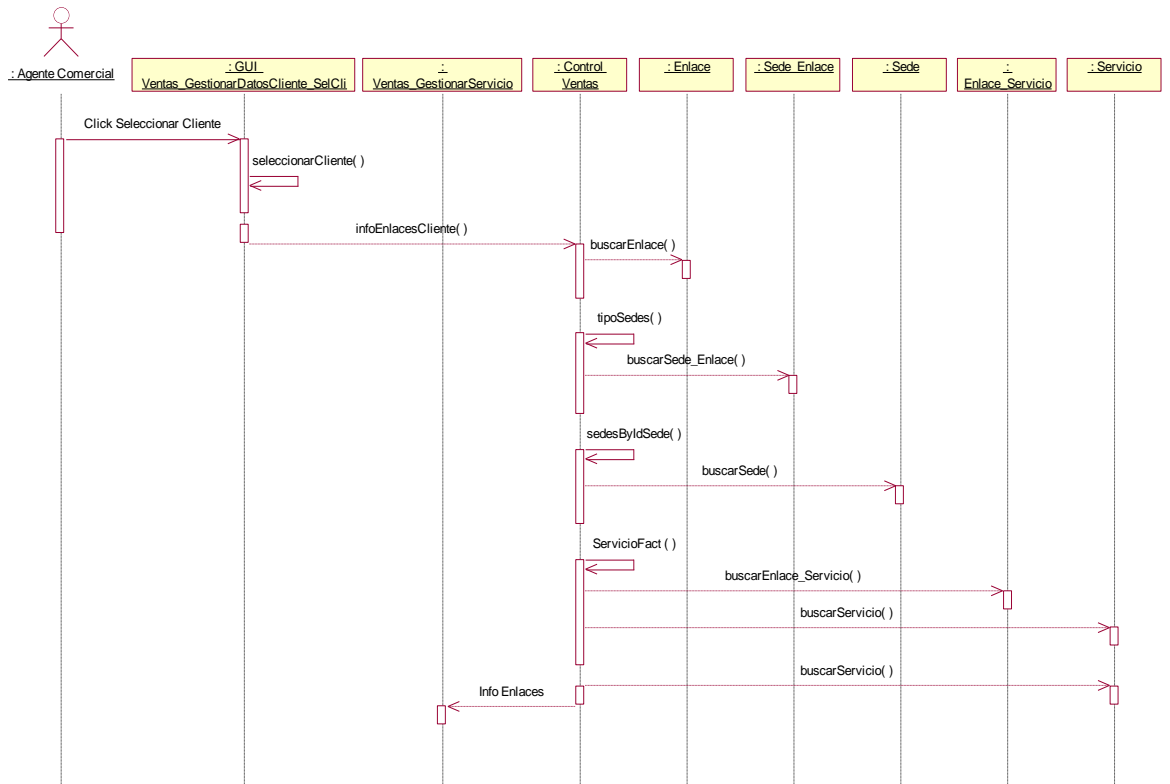 : Agente Comercial
: GUI
Ventas_GestionarDatosCliente_SelCli
:
Ventas_GestionarServicio
: Control
Ventas
: Enlace
: Sede_Enlace
: Sede
:
Enlace_Servicio
: Servicio
Click Seleccionar Cliente
seleccionarCliente( )
infoEnlacesCliente( )
buscarEnlace( )
tipoSedes( )
buscarSede_Enlace( )
sedesByIdSede( )
buscarSede( )
ServicioFact ( )
buscarEnlace_Servicio( )
buscarServicio( )
buscarServicio( )
Info Enlaces